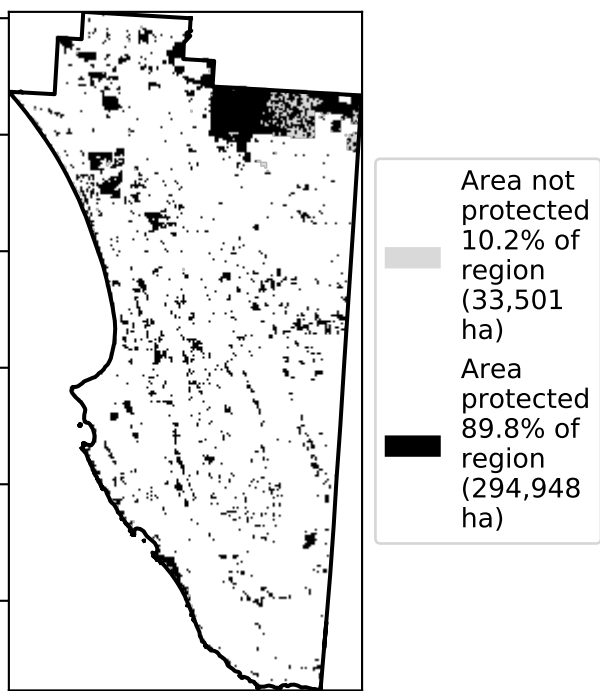 Area not
protected
10.2% of
region
(33,501
ha)
Area
protected
89.8% of
region
(294,948
ha)